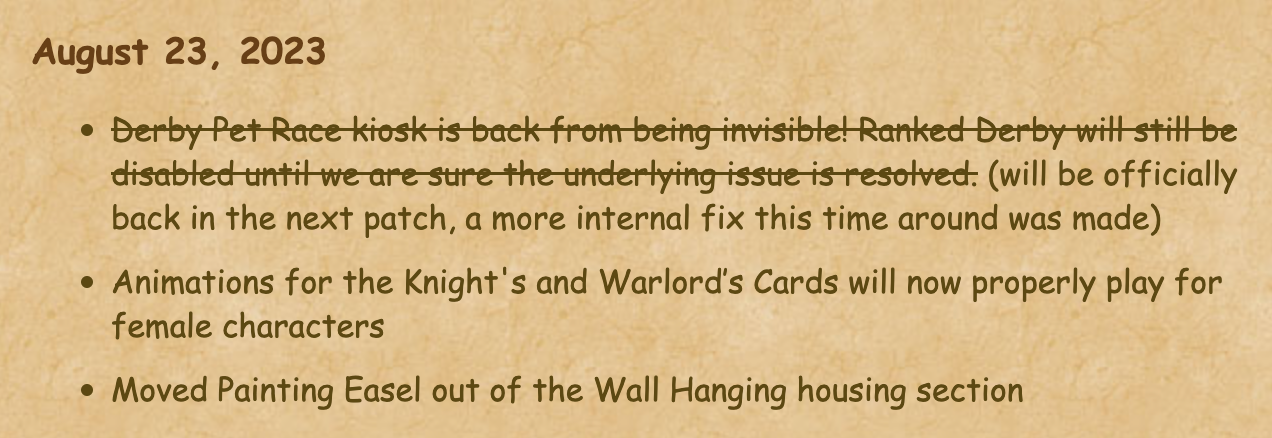 August 23, 2023
• Derby Pet Race kiosk is back from being invisible! Ranked Derby will still be
disabled until we are sure the underlying issue is resolved. (will be officially
back in the next patch, a more internal fix this time around was made)
• Animations for the Knight's and Warlord’s Cards will now properly play for
female characters
• Moved Painting Easel out of the Wall Hanging housing section